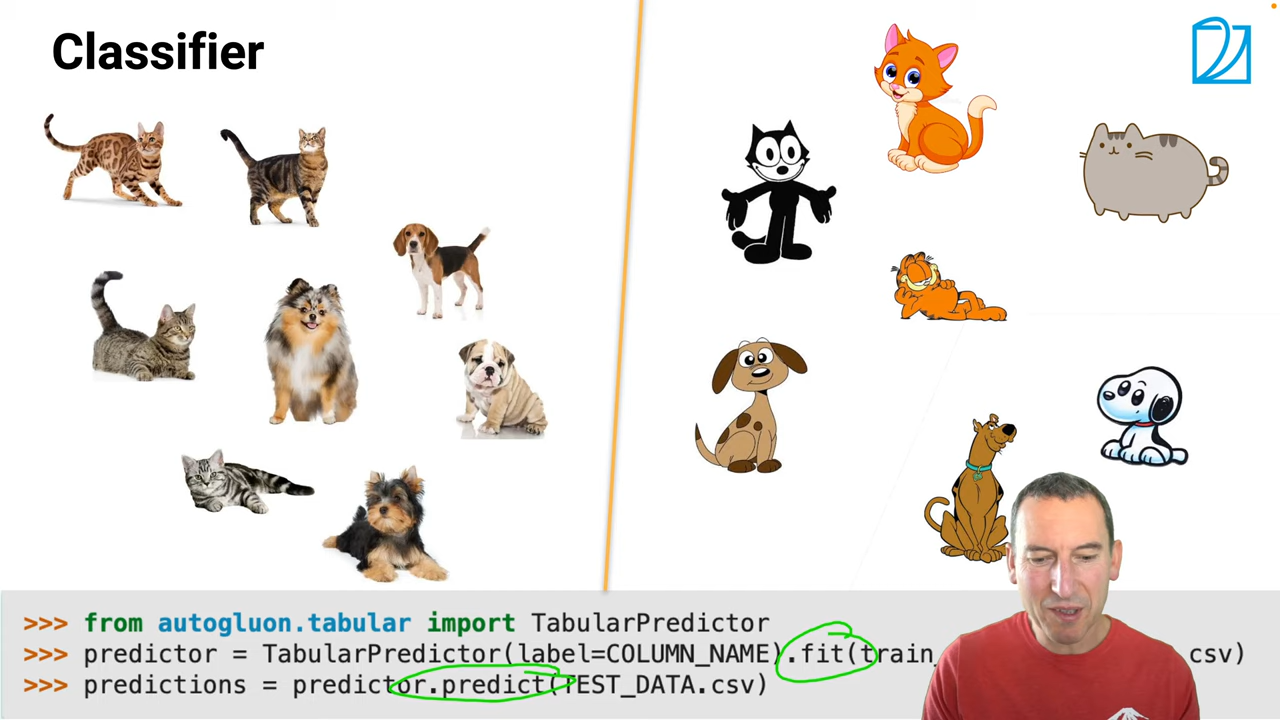 Classifier
>>> from autogluon.tabular import TabularPredictor
>>> predictor = TabularPredictor(label=COLUMN_NAME).fit(train_ csv)
>>> predictions = predictor.predict(TEST_DATA.csv)